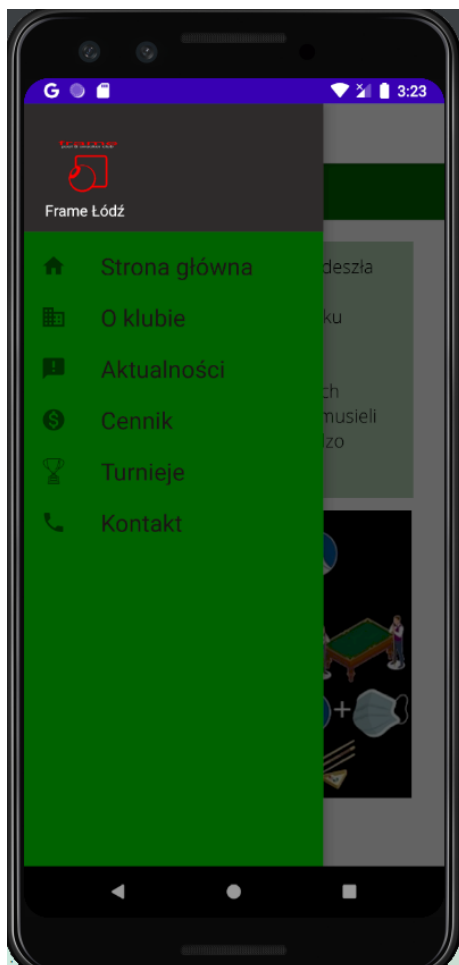 G 3:23
Frame Łódź
Strona główna
O klubie
Aktualności
Cennik
Turnieje
Kontakt
deszła
ku
ch
musieli
zo